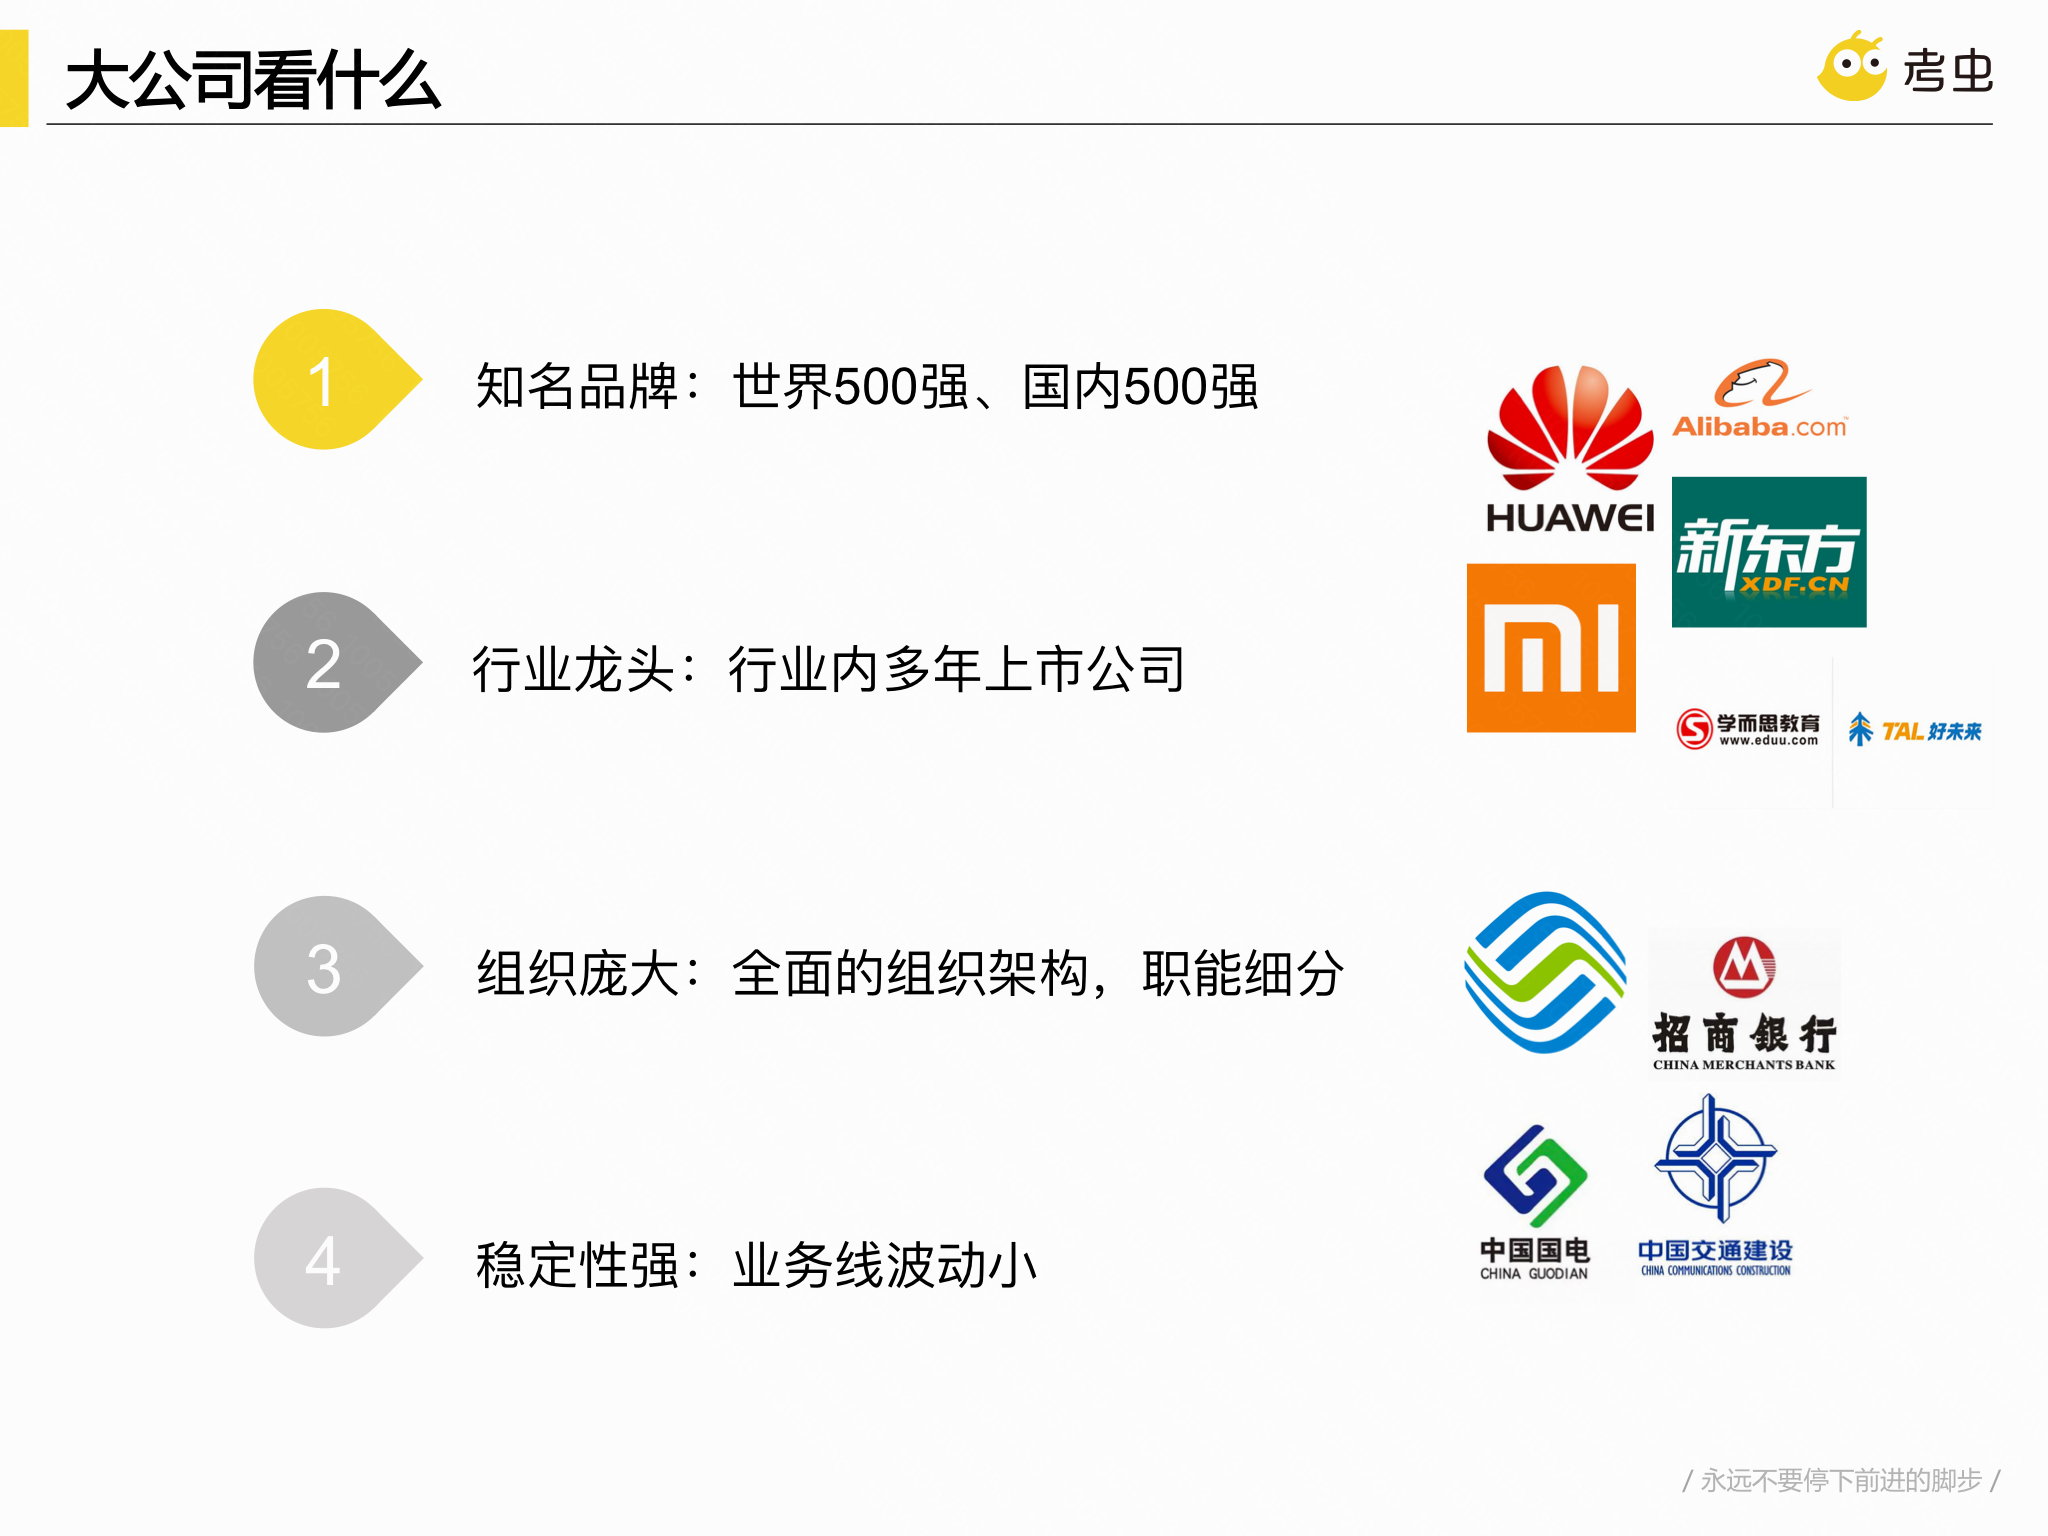 大公司看什么
考虫
1
知名品牌：世界500强、国内500强
HUAWEI
Alibaba.com™
新东方
XDF.CN
2
行业龙头：行业内多年上市公司
学而思教育
www.eduu.com
TAL好未来
3
组织庞大：全面的组织架构，职能细分
招商銀行
CHINA MERCHANTS BANK
4
稳定性强：业务线波动小
中国国电
CHINA GUODIAN
中国交通建设
CHINA COMMUNICATIONS CONSTRUCTION
/ 永远不要停下前进的脚步 /